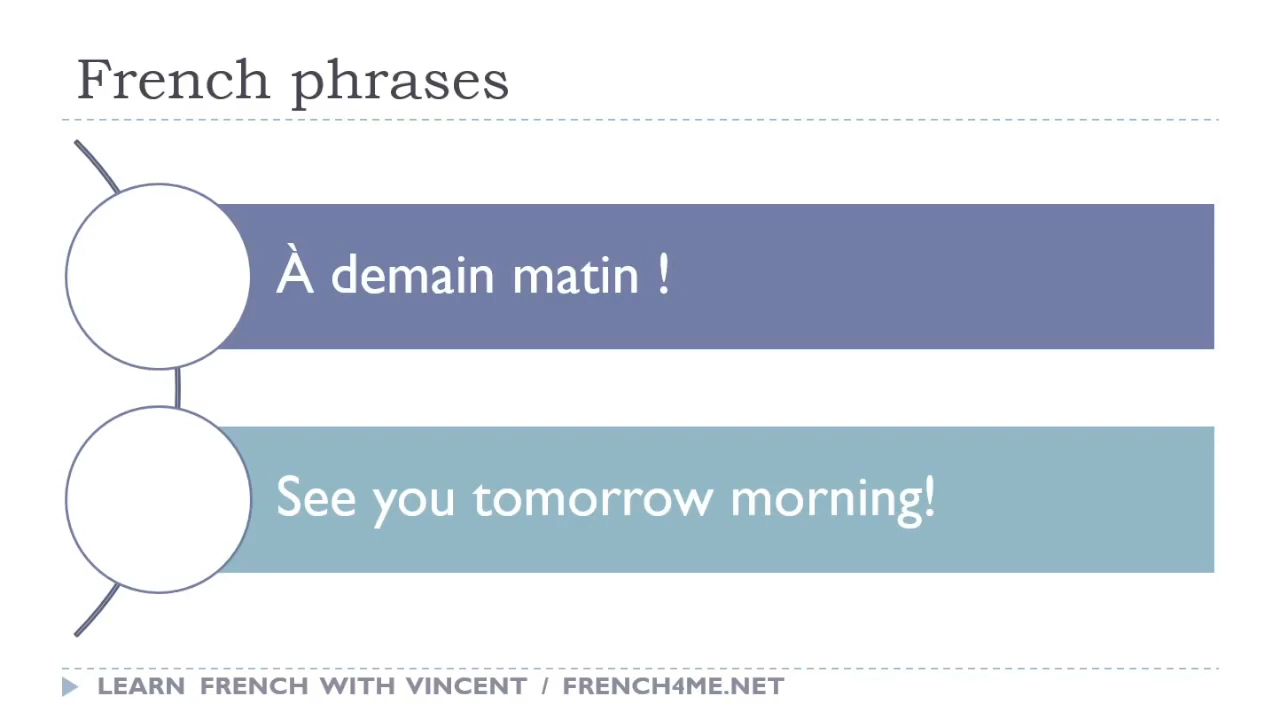 French phrases
À demain matin !
See you tomorrow morning!
LEARN FRENCH WITH VINCENT / FRENCH4ME.NET